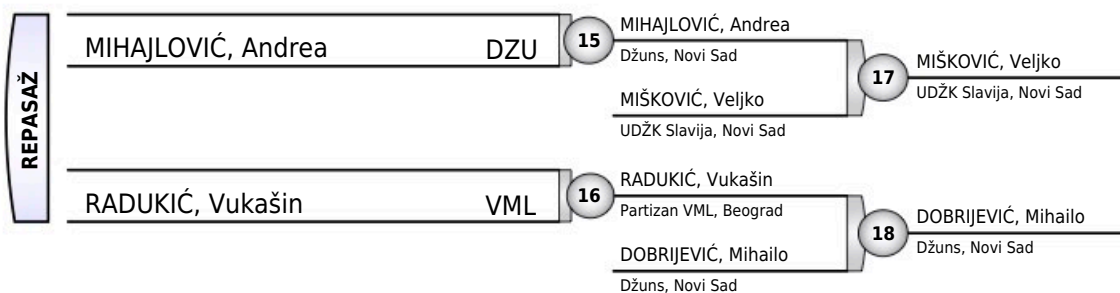 REPASAŽ
MIHAJLOVIĆ, Andrea DZU
15
MIHAJLOVIĆ, Andrea
Džuns, Novi Sad
MIŠKOVIĆ, Veljko
UDŽK Slavija, Novi Sad
17
MIŠKOVIĆ, Veljko
UDŽK Slavija, Novi Sad
RADUKIĆ, Vukašin VML
16
RADUKIĆ, Vukašin
Partizan VML, Beograd
DOBRIJEVIĆ, Mihailo
Džuns, Novi Sad
18
DOBRIJEVIĆ, Mihailo
Džuns, Novi Sad